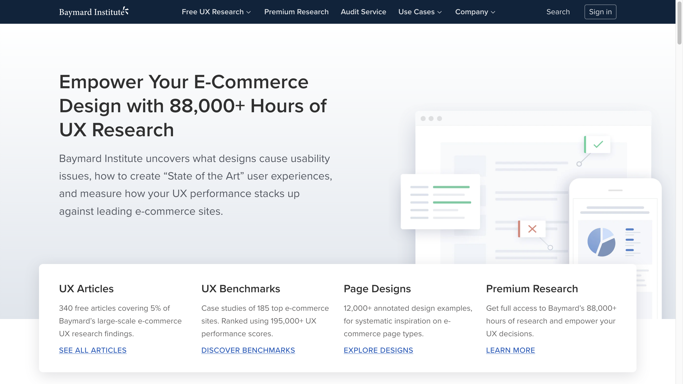 Baymard Institute
Free UX Research
Premium Research
Audit Service
Use Cases
Company
Search
Sign in
Empower Your E-Commerce
Design with 88,000+ Hours of
UX Research
Baymard Institute uncovers what designs cause usability
issues, how to create “State of the Art” user experiences,
and measure how your UX performance stacks up
against leading e-commerce sites.
UX Articles
340 free articles covering 5% of
Baymard’s large-scale e-commerce
UX research findings.
SEE ALL ARTICLES
UX Benchmarks
Case studies of 185 top e-commerce
sites. Ranked using 195,000+ UX
performance scores.
DISCOVER BENCHMARKS
Page Designs
12,000+ annotated design examples,
for systematic inspiration on e-
commerce page types.
EXPLORE DESIGNS
Premium Research
Get full access to Baymard’s 88,000+
hours of research and empower your
UX decisions.
LEARN MORE